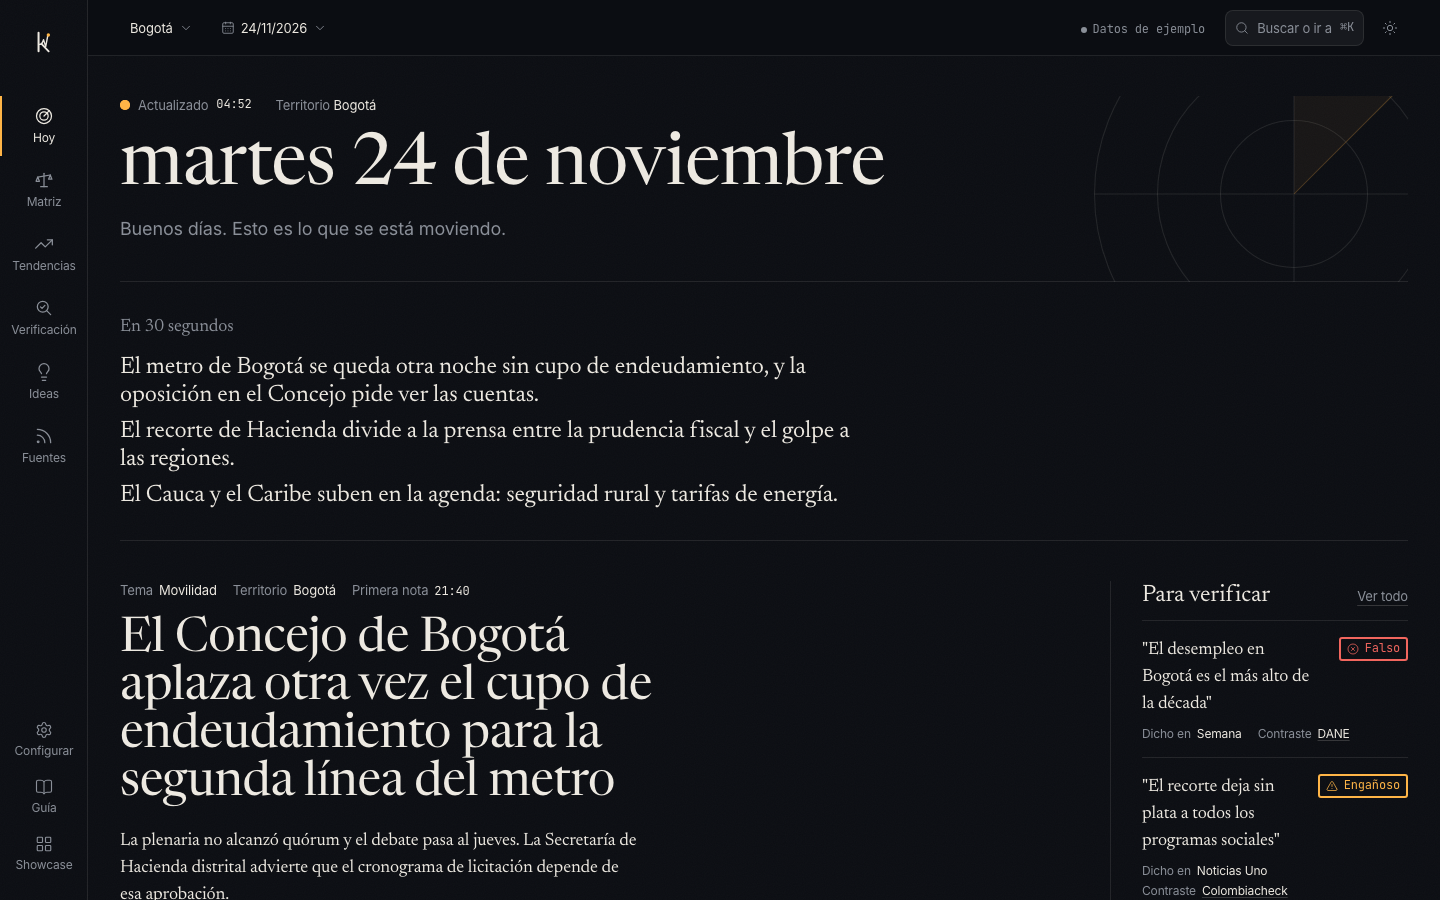 Bogotá
24/11/2026
Datos de ejemplo
Buscar o ir a ⌘K
Hoy
Matriz
Tendencias
Verificación
Ideas
Fuentes
Configurar
Guía
Showcase
Actualizado 04:52 Territorio Bogotá
martes 24 de noviembre
Buenos días. Esto es lo que se está moviendo.
En 30 segundos
El metro de Bogotá se queda otra noche sin cupo de endeudamiento, y la
oposición en el Concejo pide ver las cuentas.
El recorte de Hacienda divide a la prensa entre la prudencia fiscal y el golpe a
las regiones.
El Cauca y el Caribe suben en la agenda: seguridad rural y tarifas de energía.
Tema Movilidad Territorio Bogotá Primera nota 21:40
El Concejo de Bogotá
aplaza otra vez el cupo de
endeudamiento para la
segunda línea del metro
La plenaria no alcanzó quórum y el debate pasa al jueves. La Secretaría de
Hacienda distrital advierte que el cronograma de licitación depende de
esa aprobación.
Para verificar
Ver todo
"El desempleo en
Bogotá es el más alto de
la década"
Falso
Dicho en Semana Contraste DANE
"El recorte deja sin
plata a todos los
programas sociales"
Engañoso
Dicho en Noticias Uno
Contraste Colombiacheck